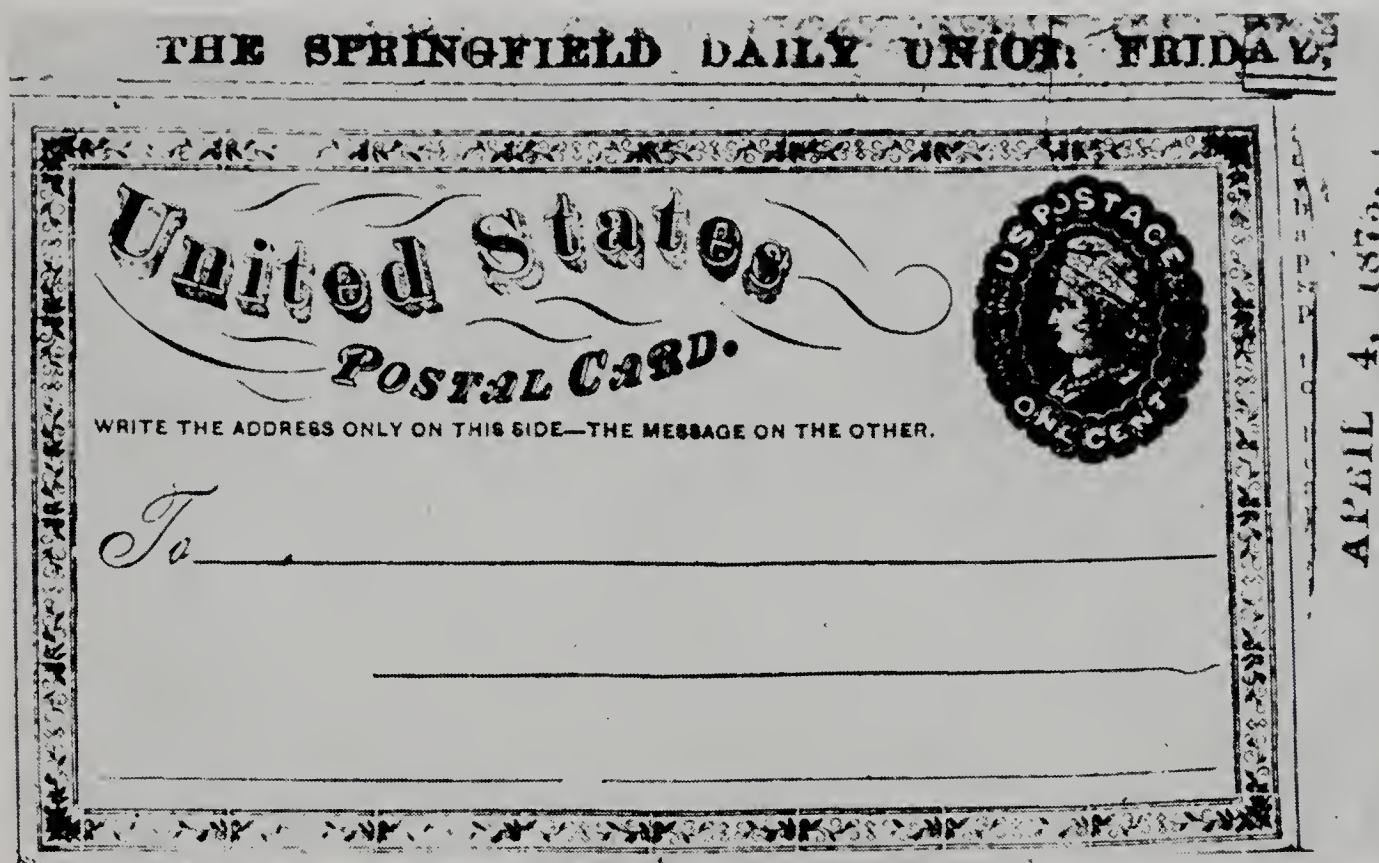 THE SPRINGFIELD DAILY UNION: FRIDAY,
APRIL 4, 1873.
United States
POSTAL CARD.
U S POSTAGE
ONE CENT
WRITE THE ADDRESS ONLY ON THIS SIDE—THE MESSAGE ON THE OTHER.
To